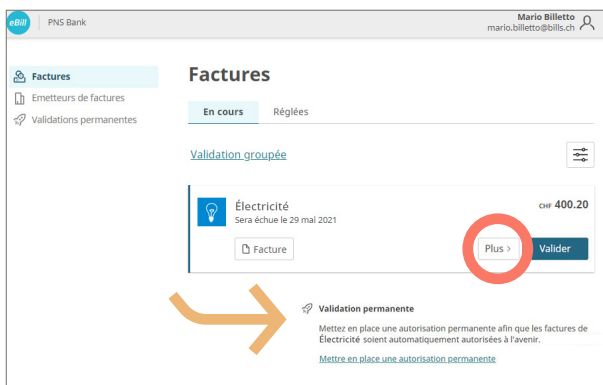 eBill PNS Bank
Mario Billetto
mario.billetto@bills.ch
Factures
Emetteurs de factures
Validations permanentes
Factures
En cours Réglées
Validation groupée
Électricité
Sera échue le 29 mai 2021
CHF 400.20
Facture
Plus >
Valider
Validation permanente
Mettez en place une autorisation permanente afin que les factures de
Électricité soient automatiquement autorisées à l'avenir.
Mettre en place une autorisation permanente